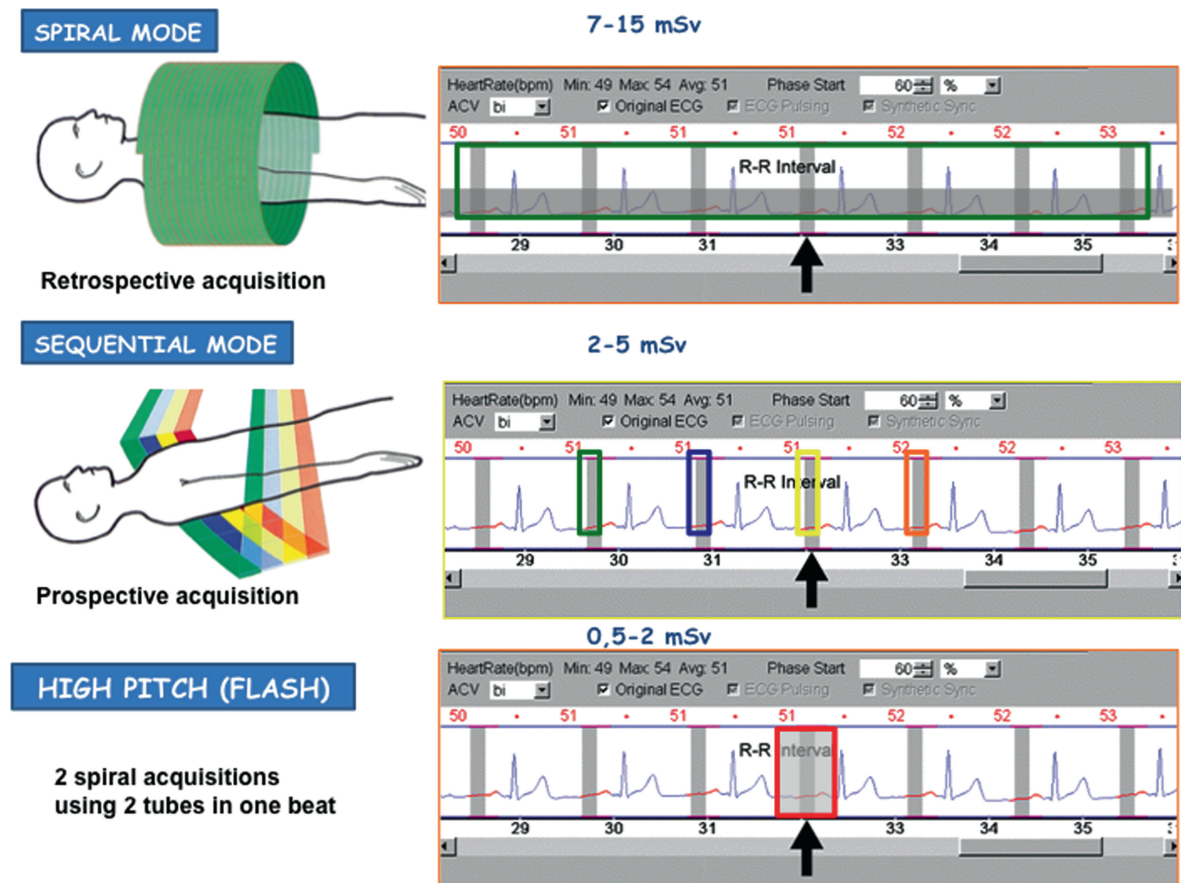 SPIRAL MODE
7-15 mSv
HeartRate(bpm) Min: 49 Max: 54 Avg: 51 Phase Start 60 %
ACV bi Original ECG ECG Pulsing Synthetic Sync
50 51 51 51 52 52 53
R-R Interval
29 30 31 33 34 35
Retrospective acquisition
SEQUENTIAL MODE
2-5 mSv
HeartRate(bpm) Min: 49 Max: 54 Avg: 51 Phase Start 60 %
ACV bi Original ECG ECG Pulsing Synthetic Sync
50 51 51 51 52 52 53
R-R Interval
29 30 31 33 34 35
Prospective acquisition
0,5-2 mSv
HIGH PITCH (FLASH)
HeartRate(bpm) Min: 49 Max: 54 Avg: 51 Phase Start 60 %
ACV bi Original ECG ECG Pulsing Synthetic Sync
50 51 51 51 52 52 53
R-R Interval
2 spiral acquisitions
using 2 tubes in one beat
29 30 31 33 34 35